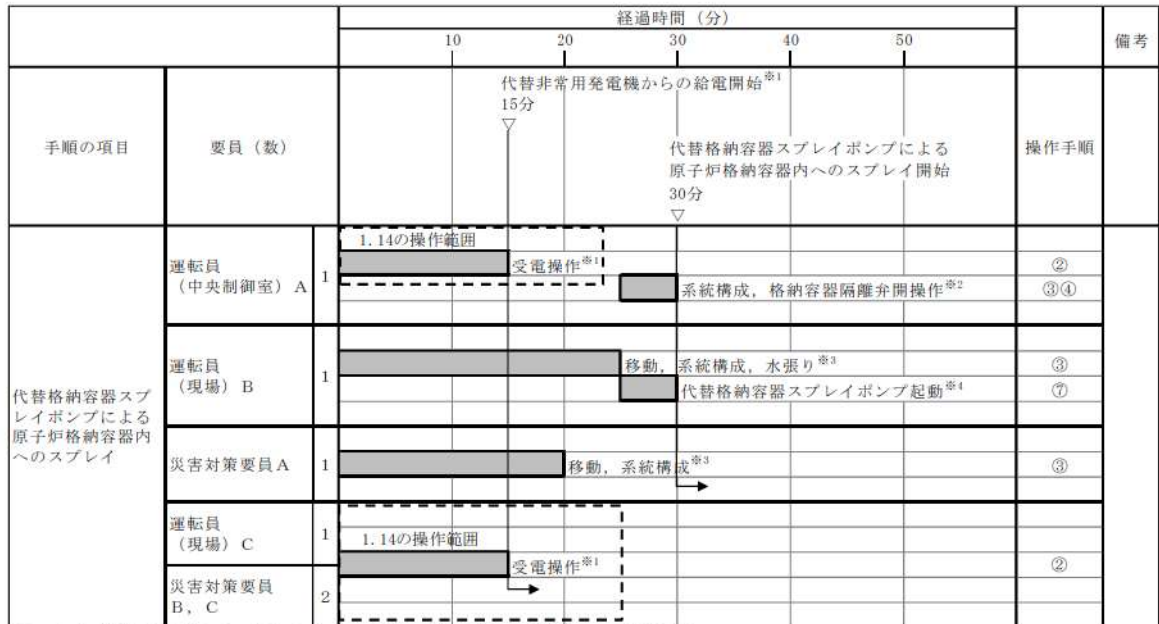 経過時間（分）
備考
10 20 30 40 50
手順の項目
要員（数）
操作手順
代替非常用発電機からの給電開始※1
15分
▽
代替格納容器スプレイポンプによる
原子炉格納容器内へのスプレイ開始
30分
▽
代替格納容器スプ
レイポンプによる
原子炉格納容器内
へのスプレイ
運転員
（中央制御室）A
1
1.14の操作範囲
受電操作※1
②
系統構成，格納容器隔離弁開操作※2
③④
運転員
（現場）B
1
移動，系統構成，水張り※3
③
代替格納容器スプレイポンプ起動※4
⑦
災害対策要員A
1
移動，系統構成※3
③
運転員
（現場）C
1
1.14の操作範囲
受電操作※1
②
災害対策要員
B，C
2